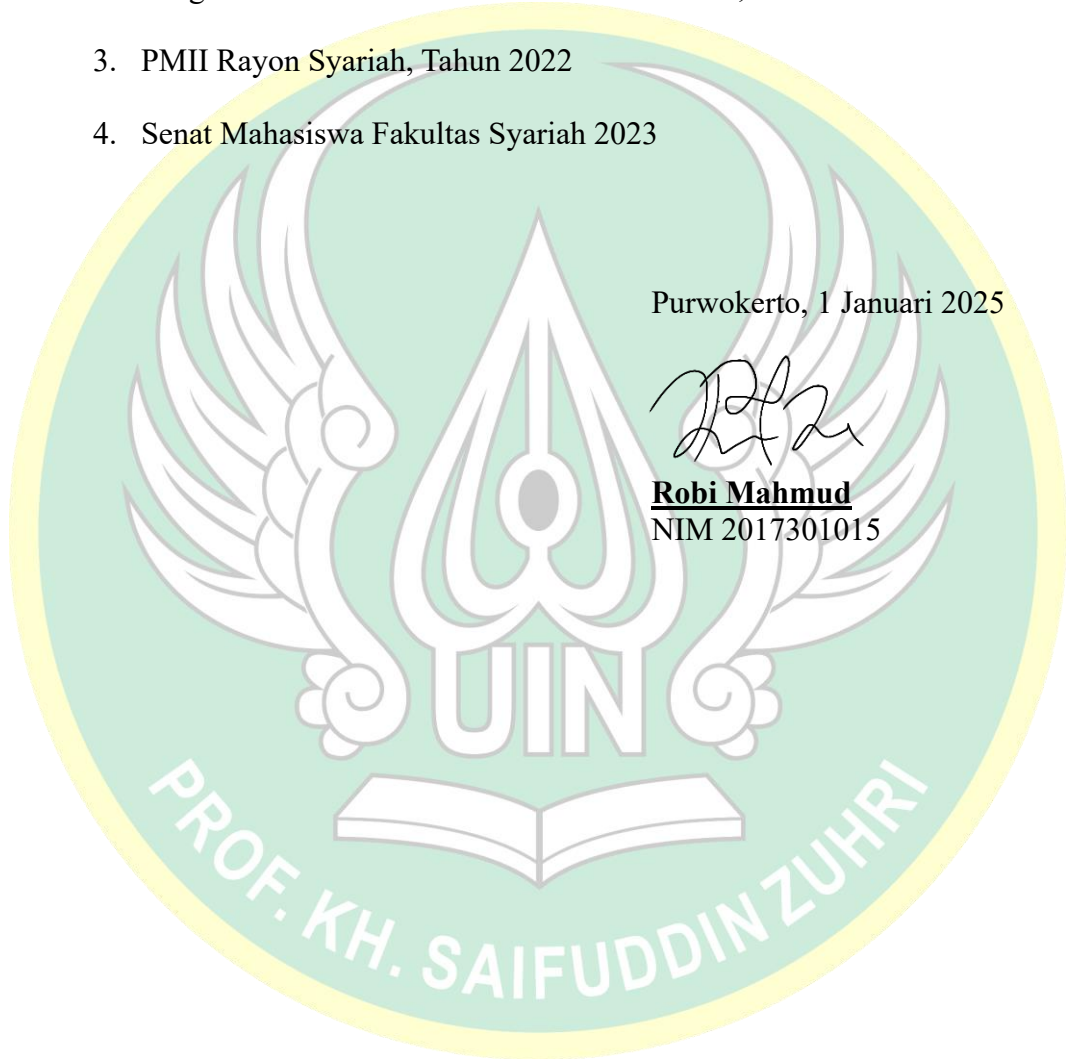 3. PMII Rayon Syariah, Tahun 2022
4. Senat Mahasiswa Fakultas Syariah 2023
Purwokerto, 1 Januari 2025
Robi Mahmud
NIM 2017301015
UIN
PROF. KH. SAIFUDDIN ZUHRI